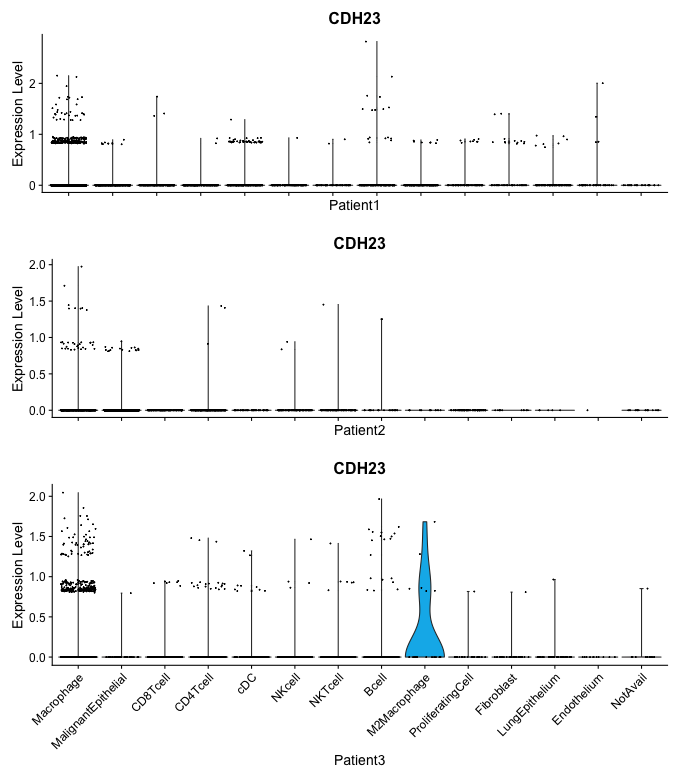 CDH23
Expression Level
2
1
0
Patient1
CDH23
Expression Level
2.0
1.5
1.0
0.5
0.0
Patient2
CDH23
Expression Level
2.0
1.5
1.0
0.5
0.0
Macrophage
MalignantEpithelial
CD8Tcell
CD4Tcell
cDC
NKcell
NKTcell
Bcell
M2Macrophage
ProliferatingCell
Fibroblast
LungEpithelium
Endothelium
NotAvail
Patient3